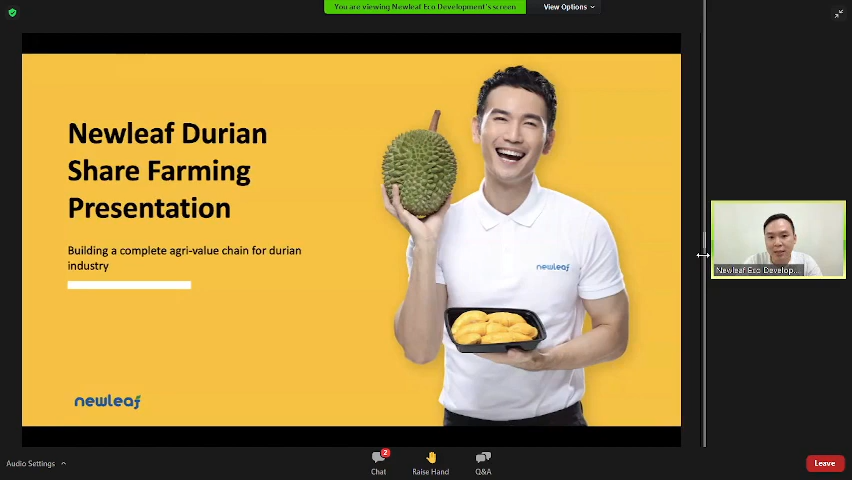 You are viewing Newleaf Eco Development's screen
View Options
Newleaf Durian
Share Farming
Presentation
Building a complete agri-value chain for durian
industry
newleaf
newleaf
Newleaf Eco Develop...
Audio Settings
2
Chat
Raise Hand
Q&A
Leave